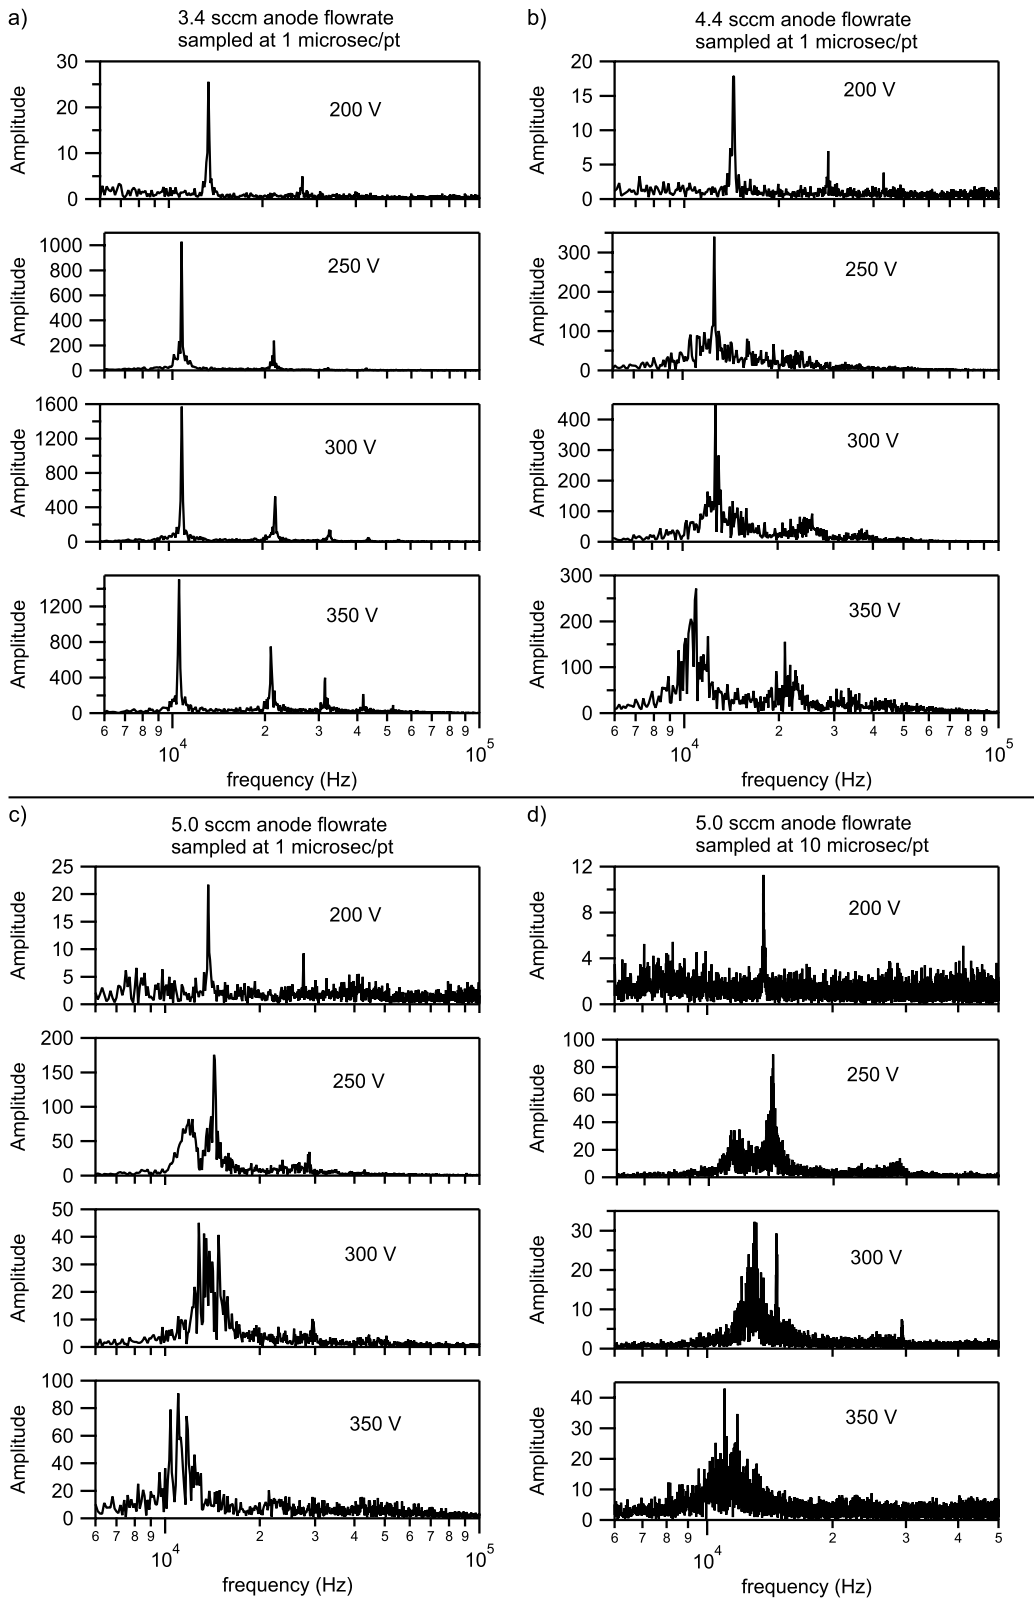 a)
3.4 sccm anode flowrate
sampled at 1 microsec/pt
Amplitude
30
20
10
0
200 V
Amplitude
1000
800
600
400
200
0
250 V
Amplitude
1600
1200
800
400
0
300 V
Amplitude
1200
800
400
0
350 V
6 7 8 9 10^4 2 3 4 5 6 7 8 9 10^5
frequency (Hz)
b)
4.4 sccm anode flowrate
sampled at 1 microsec/pt
Amplitude
20
15
10
5
0
200 V
Amplitude
300
200
100
0
250 V
Amplitude
400
300
200
100
0
300 V
Amplitude
300
200
100
0
350 V
6 7 8 9 10^4 2 3 4 5 6 7 8 9 10^5
frequency (Hz)
c)
5.0 sccm anode flowrate
sampled at 1 microsec/pt
Amplitude
25
20
15
10
5
0
200 V
Amplitude
200
150
100
50
0
250 V
Amplitude
50
40
30
20
10
0
300 V
Amplitude
100
80
60
40
20
0
350 V
6 7 8 9 10^4 2 3 4 5 6 7 8 9 10^5
frequency (Hz)
d)
5.0 sccm anode flowrate
sampled at 10 microsec/pt
Amplitude
12
8
4
0
200 V
Amplitude
100
80
60
40
20
0
250 V
Amplitude
30
20
10
0
300 V
Amplitude
40
30
20
10
0
350 V
6 7 8 9 10^4 2 3 4 5
frequency (Hz)